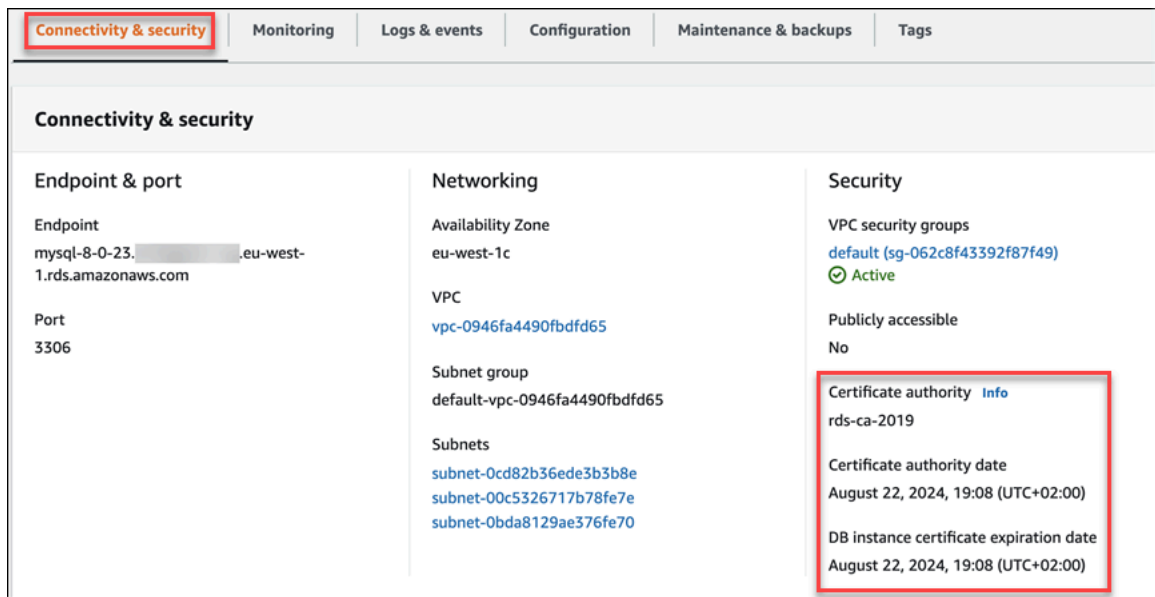 Connectivity & security Monitoring Logs & events Configuration Maintenance & backups Tags
Connectivity & security
Endpoint & port
Endpoint
mysql-8-0-23. .eu-west-
1.rds.amazonaws.com
Port
3306
Networking
Availability Zone
eu-west-1c
VPC
vpc-0946fa4490fbdfd65
Subnet group
default-vpc-0946fa4490fbdfd65
Subnets
subnet-0cd82b36ede3b3b8e
subnet-00c5326717b78fe7e
subnet-0bda8129ae376fe70
Security
VPC security groups
default (sg-062c8f43392f87f49)
Active
Publicly accessible
No
Certificate authority Info
rds-ca-2019
Certificate authority date
August 22, 2024, 19:08 (UTC+02:00)
DB instance certificate expiration date
August 22, 2024, 19:08 (UTC+02:00)